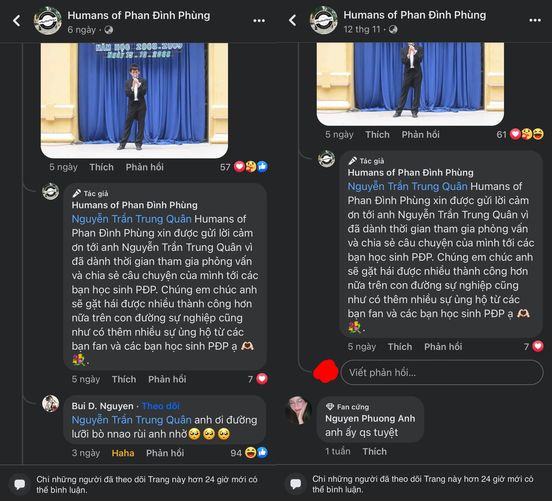 Humans of Phan Đình Phùng
6 ngày ·
NĂM HỌC 2008-2009
5 ngày Thích Phản hồi 57
Tác giả
Humans of Phan Đình Phùng
Nguyễn Trần Trung Quân Humans of
Phan Đình Phùng xin được gửi lời cảm
ơn tới anh Nguyễn Trần Trung Quân vì
đã dành thời gian tham gia phỏng vấn
và chia sẻ câu chuyện của mình tới các
bạn học sinh PĐP. Chúng em chúc anh
sẽ gặt hái được nhiều thành công hơn
nữa trên con đường sự nghiệp cũng
như có thêm nhiều sự ủng hộ từ các
bạn fan và các bạn học sinh PĐP ạ 🫶🏻
💐.
5 ngày Thích Phản hồi 7
Bui D. Nguyen · Theo dõi
Nguyễn Trần Trung Quân anh ơi đường
lưỡi bò nnao rùi anh nhờ🥺🥺🥺
3 ngày Haha Phản hồi 94
Chỉ những người đã theo dõi Trang này hơn 24 giờ mới có
thể bình luận.
Humans of Phan Đình Phùng
12 thg 11 ·
5 ngày Thích Phản hồi 61
Tác giả
Humans of Phan Đình Phùng
Nguyễn Trần Trung Quân Humans of
Phan Đình Phùng xin được gửi lời cảm
ơn tới anh Nguyễn Trần Trung Quân vì
đã dành thời gian tham gia phỏng vấn
và chia sẻ câu chuyện của mình tới các
bạn học sinh PĐP. Chúng em chúc anh
sẽ gặt hái được nhiều thành công hơn
nữa trên con đường sự nghiệp cũng
như có thêm nhiều sự ủng hộ từ các
bạn fan và các bạn học sinh PĐP ạ 🫶🏻
💐.
5 ngày Thích Phản hồi 7
Viết phản hồi...
Fan cứng
Nguyen Phuong Anh
anh ấy qs tuyệt
1 tuần Thích
Chỉ những người đã theo dõi Trang này hơn 24 giờ mới có
thể bình luận.